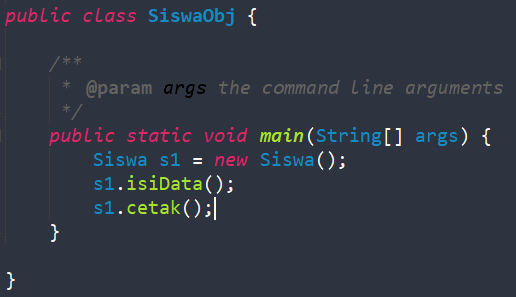 public class SiswaObj {
/**
* @param args the command line arguments
*/
public static void main(String[] args) {
Siswa s1 = new Siswa();
s1.isiData();
s1.cetak();
}
}